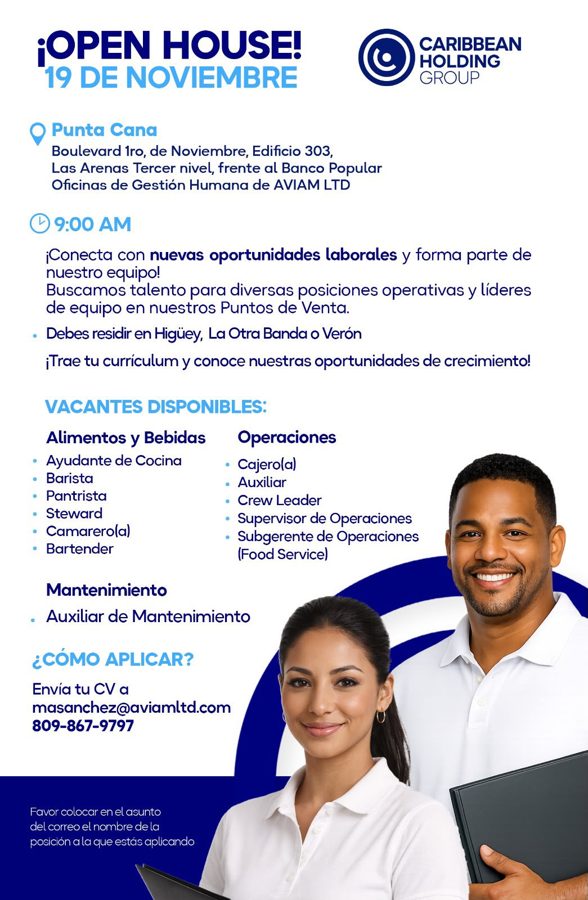 ¡OPEN HOUSE!
19 DE NOVIEMBRE
CARIBBEAN
HOLDING
GROUP
Punta Cana
Boulevard 1ro, de Noviembre, Edificio 303,
Las Arenas Tercer nivel, frente al Banco Popular
Oficinas de Gestión Humana de AVIAM LTD
9:00 AM
¡Conecta con nuevas oportunidades laborales y forma parte de
nuestro equipo!
Buscamos talento para diversas posiciones operativas y líderes
de equipo en nuestros Puntos de Venta.
• Debes residir en Higüey, La Otra Banda o Verón
¡Trae tu currículum y conoce nuestras oportunidades de crecimiento!
VACANTES DISPONIBLES:
Alimentos y Bebidas
• Ayudante de Cocina
• Barista
• Pantrista
• Steward
• Camarero(a)
• Bartender
Operaciones
• Cajero(a)
• Auxiliar
• Crew Leader
• Supervisor de Operaciones
• Subgerente de Operaciones
(Food Service)
Mantenimiento
• Auxiliar de Mantenimiento
¿CÓMO APLICAR?
Envía tu CV a
masanchez@aviamltd.com
809-867-9797
Favor colocar en el asunto
del correo el nombre de la
posición a la que estás aplicando